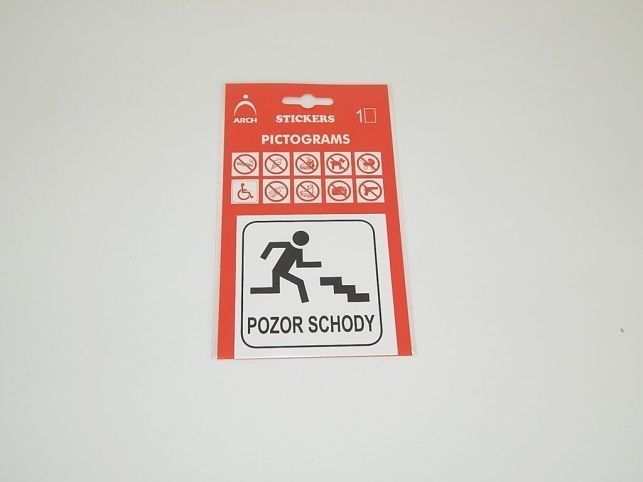 ARCH
STICKERS
1
PICTOGRAMS
POZOR SCHODY